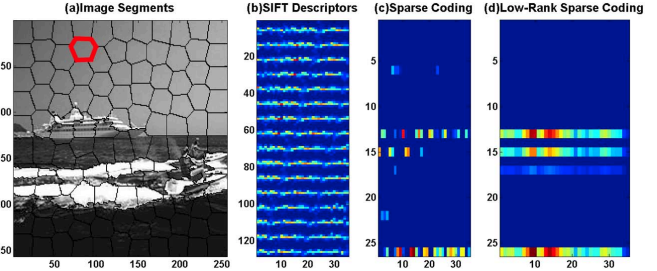 (a)Image Segments (b)SIFT Descriptors (c)Sparse Coding (d)Low-Rank Sparse Coding
50 20 5 5
00 40 10 10
50 60 15 15
00 80 20 20
50 100 25 25
120
50 100 150 200 250 10 20 30 10 20 30 10 20 30